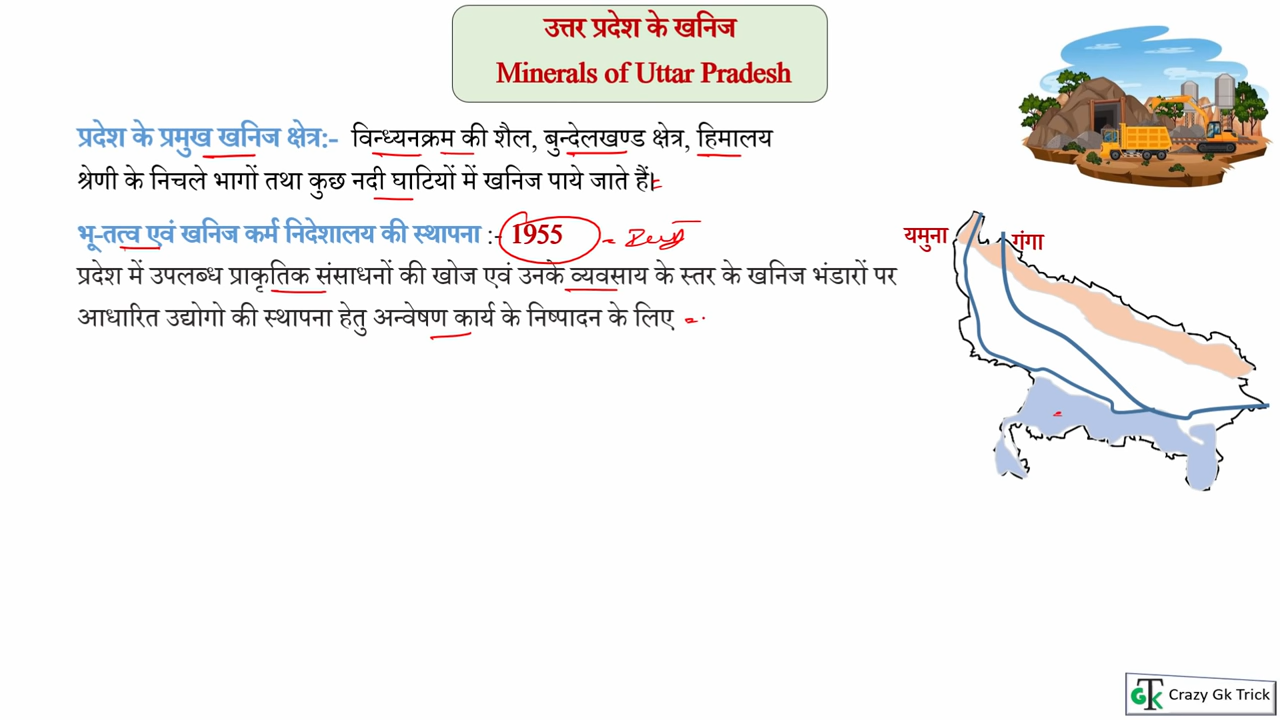 उत्तर प्रदेश के खनिज
Minerals of Uttar Pradesh
प्रदेश के प्रमुख खनिज क्षेत्र:- विन्ध्यनक्रम की शैल, बुन्देलखण्ड क्षेत्र, हिमालय
श्रेणी के निचले भागों तथा कुछ नदी घाटियों में खनिज पाये जाते हैं।
भू-तत्व एवं खनिज कर्म निदेशालय की स्थापना :- 1955
प्रदेश में उपलब्ध प्राकृतिक संसाधनों की खोज एवं उनके व्यवसाय के स्तर के खनिज भंडारों पर
आधारित उद्योगो की स्थापना हेतु अन्वेषण कार्य के निष्पादन के लिए
यमुना
गंगा
GTK Crazy Gk Trick